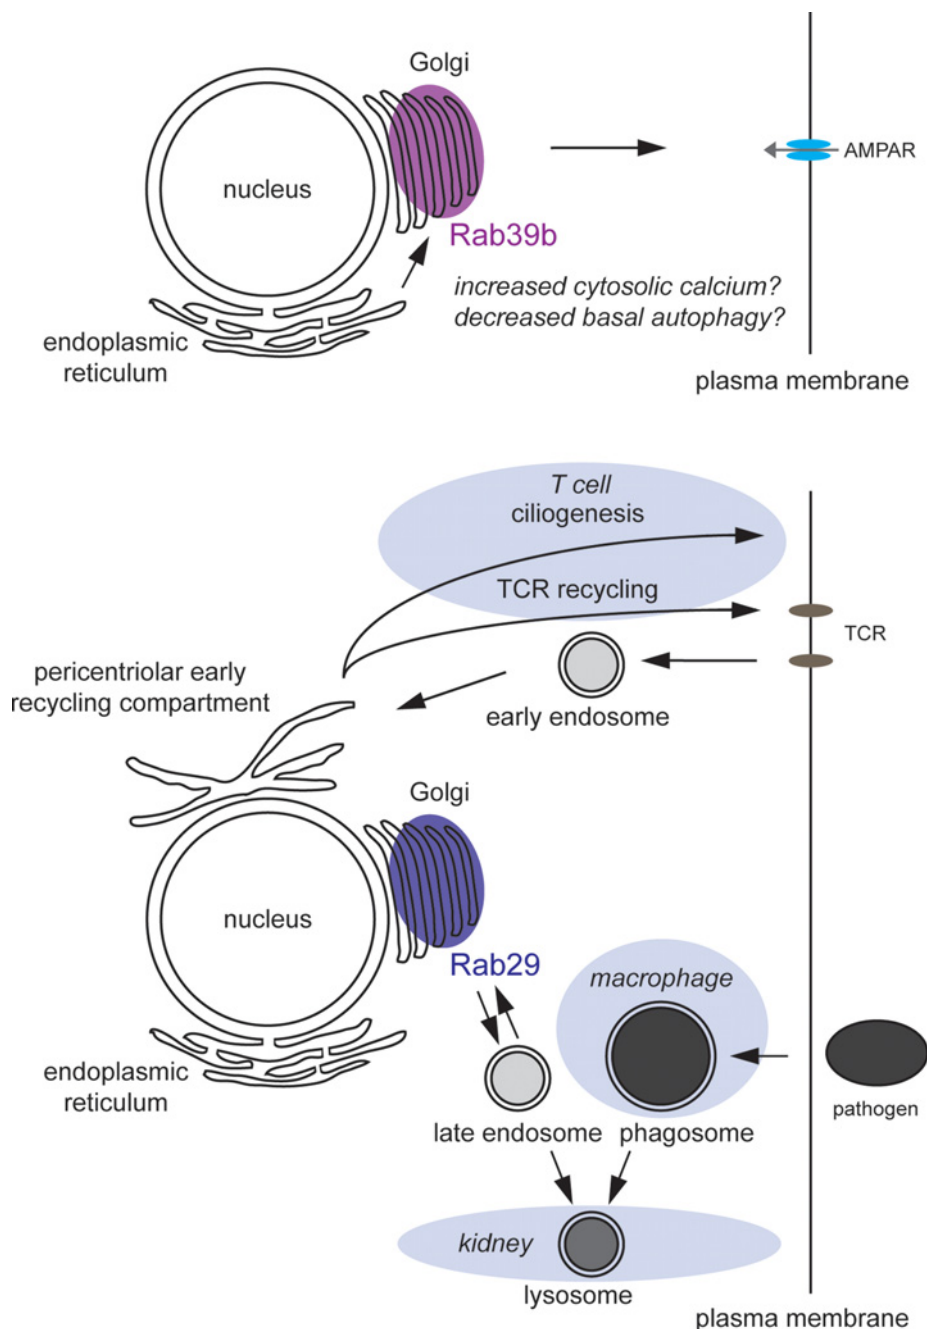 Golgi
AMPAR
nucleus
Rab39b
increased cytosolic calcium?
decreased basal autophagy?
endoplasmic
reticulum
plasma membrane
T cell
ciliogenesis
TCR recycling
TCR
pericentriolar early
recycling compartment
early endosome
Golgi
nucleus
Rab29
macrophage
endoplasmic
reticulum
pathogen
late endosome
phagosome
kidney
lysosome
plasma membrane